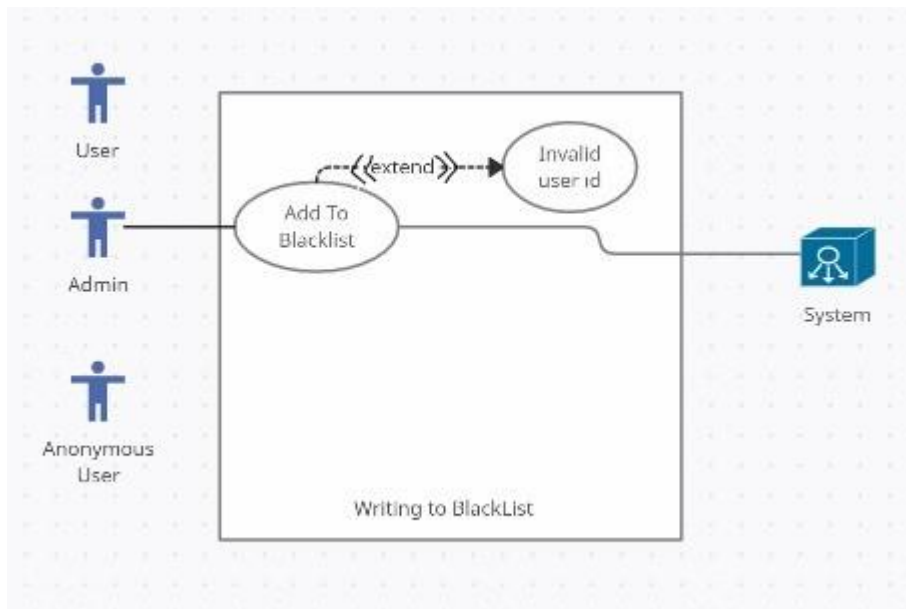 User
<<extend>>
Invalid
user id
Add To
Blacklist
Admin
System
Anonymous
User
Writing to BlackList